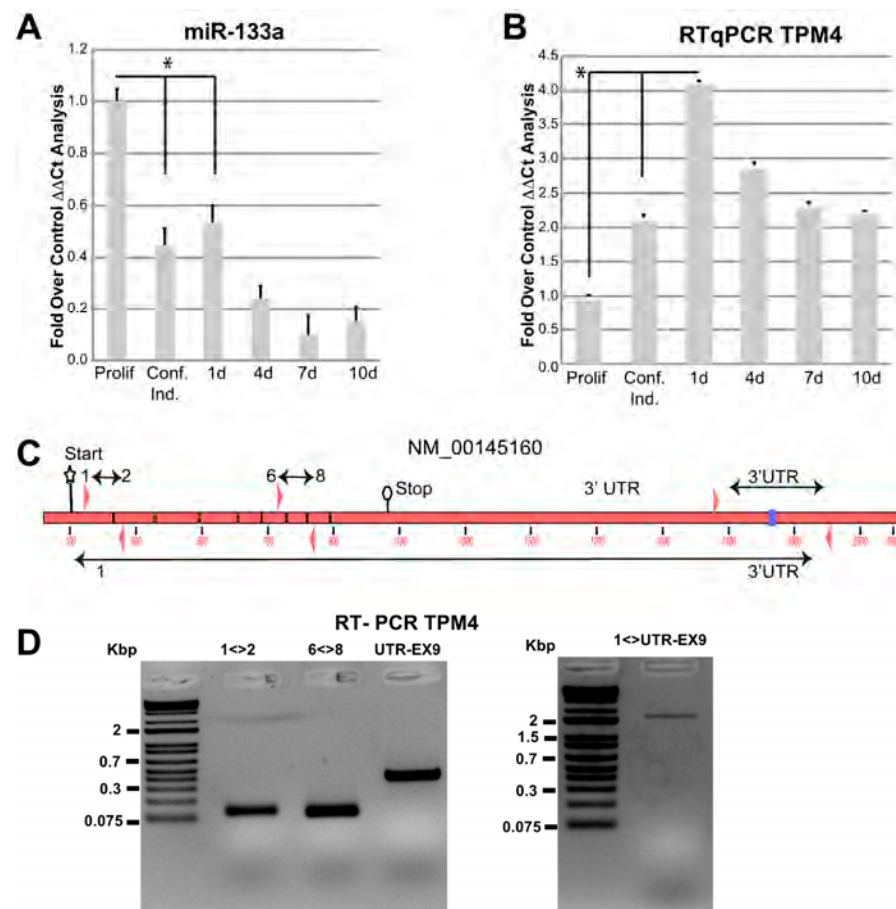 A
miR-133a
Fold Over Control ΔΔCt Analysis
1.2
1.0
0.8
0.6
0.4
0.2
0.0
*
Prolif
Conf. Ind.
1d
4d
7d
10d
B
RTqPCR TPM4
Fold Over Control ΔΔCt Analysis
4.5
4.0
3.5
3.0
2.5
2.0
1.5
1.0
0.5
0.0
*
Prolif
Conf. Ind.
1d
4d
7d
10d
C
NM_00145160
Start
1 2
6 8
Stop
3' UTR
3'UTR
1
3'UTR
D
RT- PCR TPM4
Kbp
1<>2
6<>8
UTR-EX9
2
0.7
0.3
0.075
1<>UTR-EX9
Kbp
2
1.5
0.7
0.3
0.075